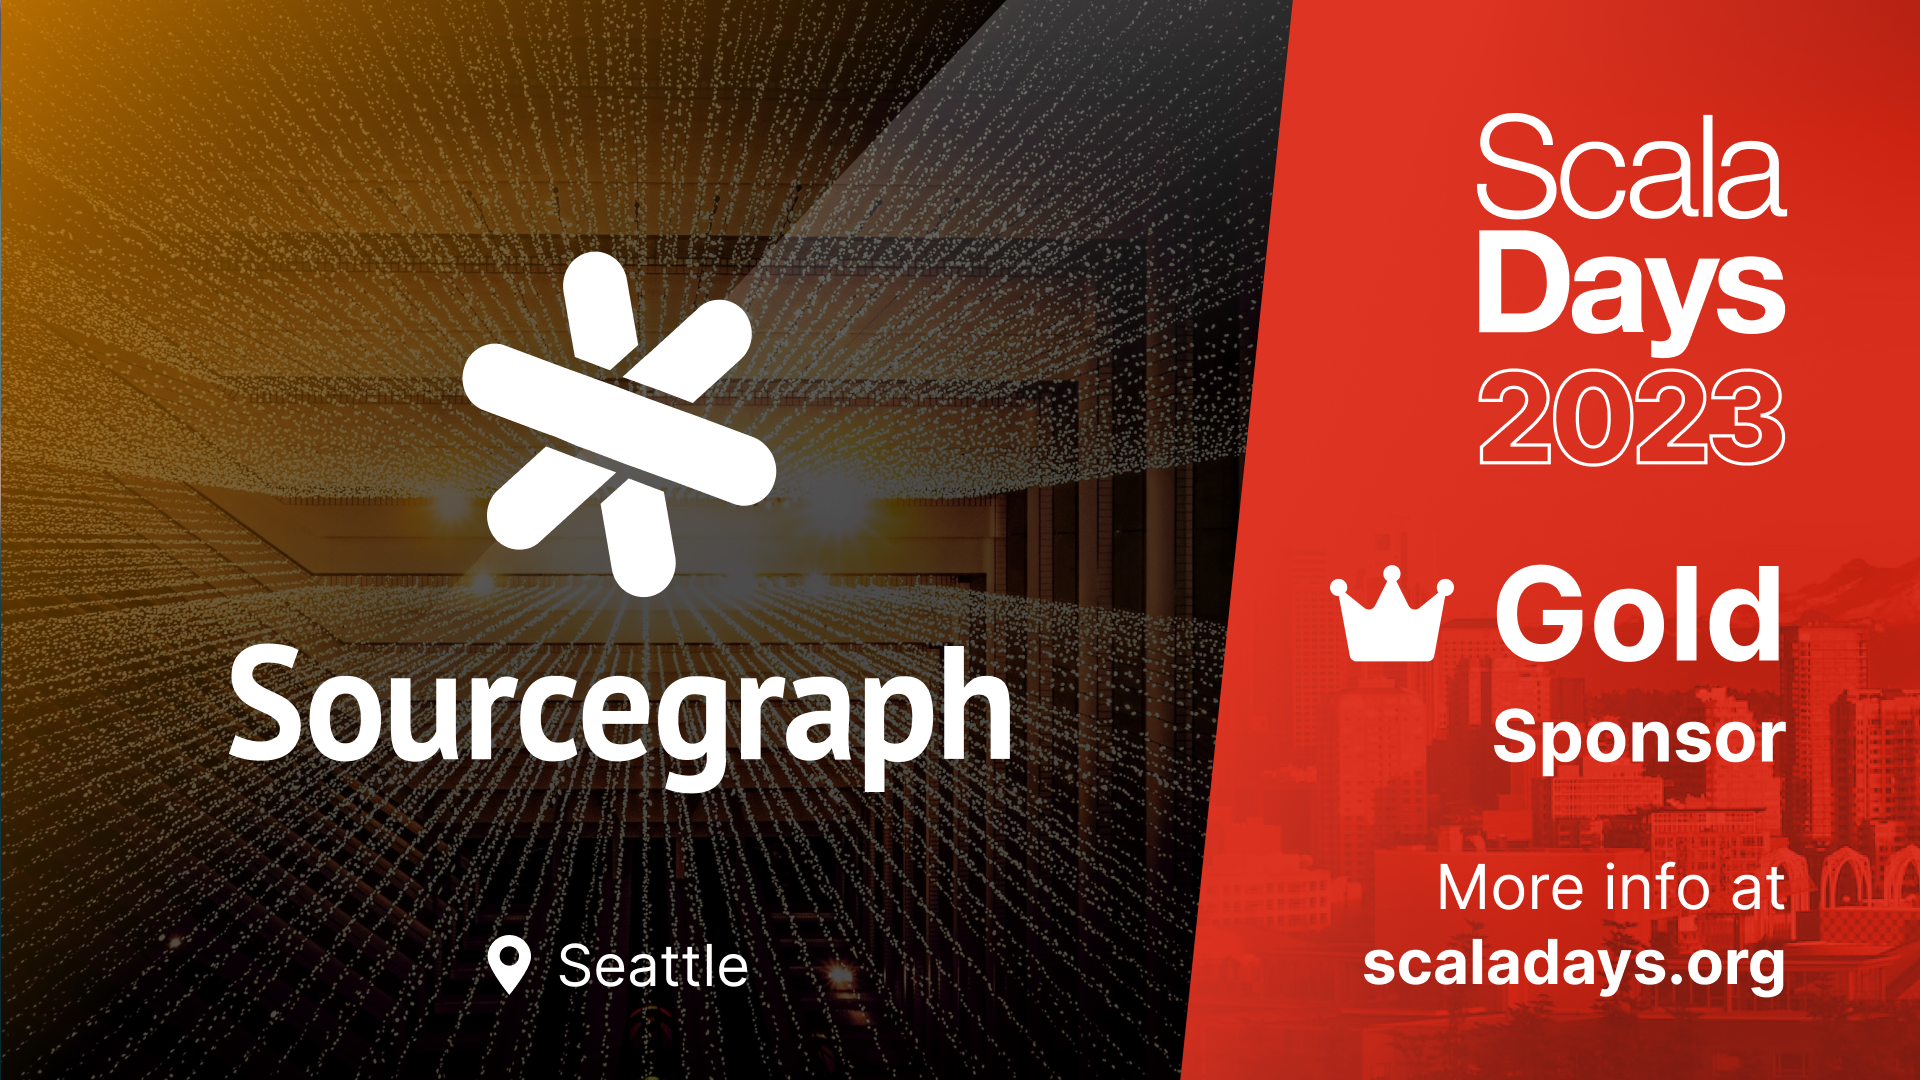 Sourcegraph
Seattle
Scala
Days
2023
Gold
Sponsor
More info at
scaladays.org